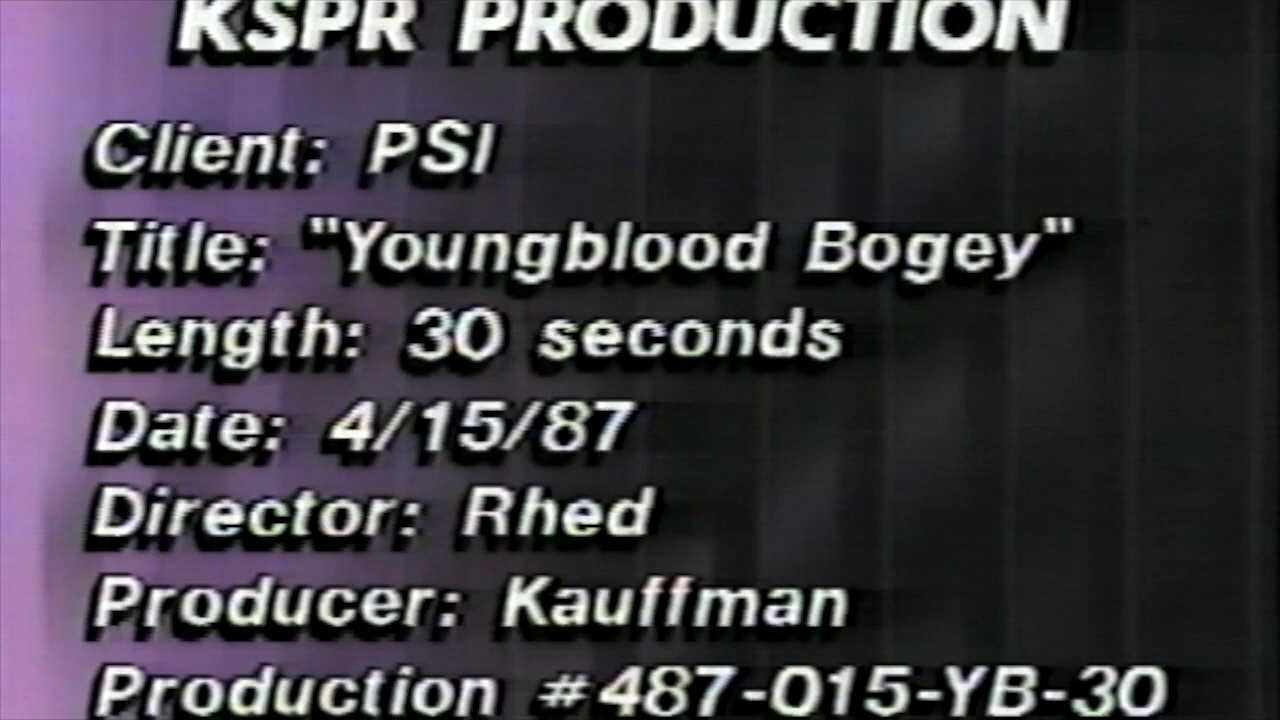 KSPR PRODUCTION
Client: PSI
Title: "Youngblood Bogey"
Length: 30 seconds
Date: 4/15/87
Director: Rhed
Producer: Kauffman
Production #487-015-YB-30